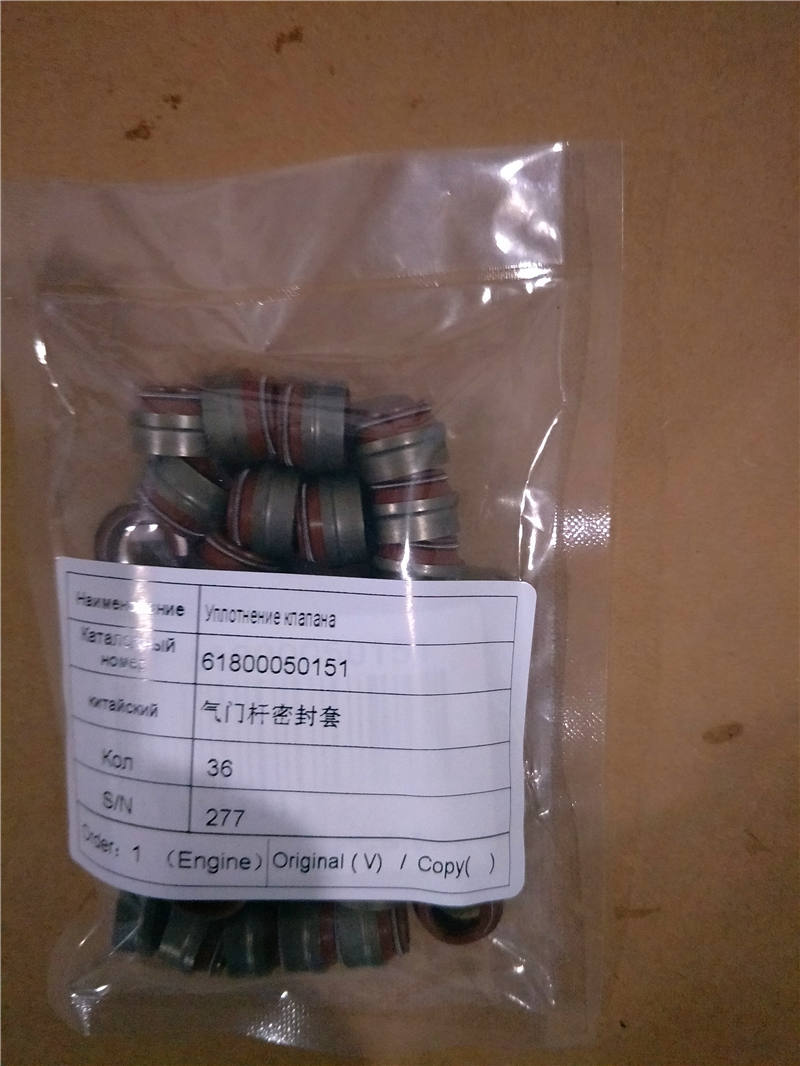 Наименование
Уплотнение клапана
Каталожный
номер
61800050151
китайский
气门杆密封套
Кол
36
S/N
277
Order: 1 （Engine） Original ( V) / Copy( )